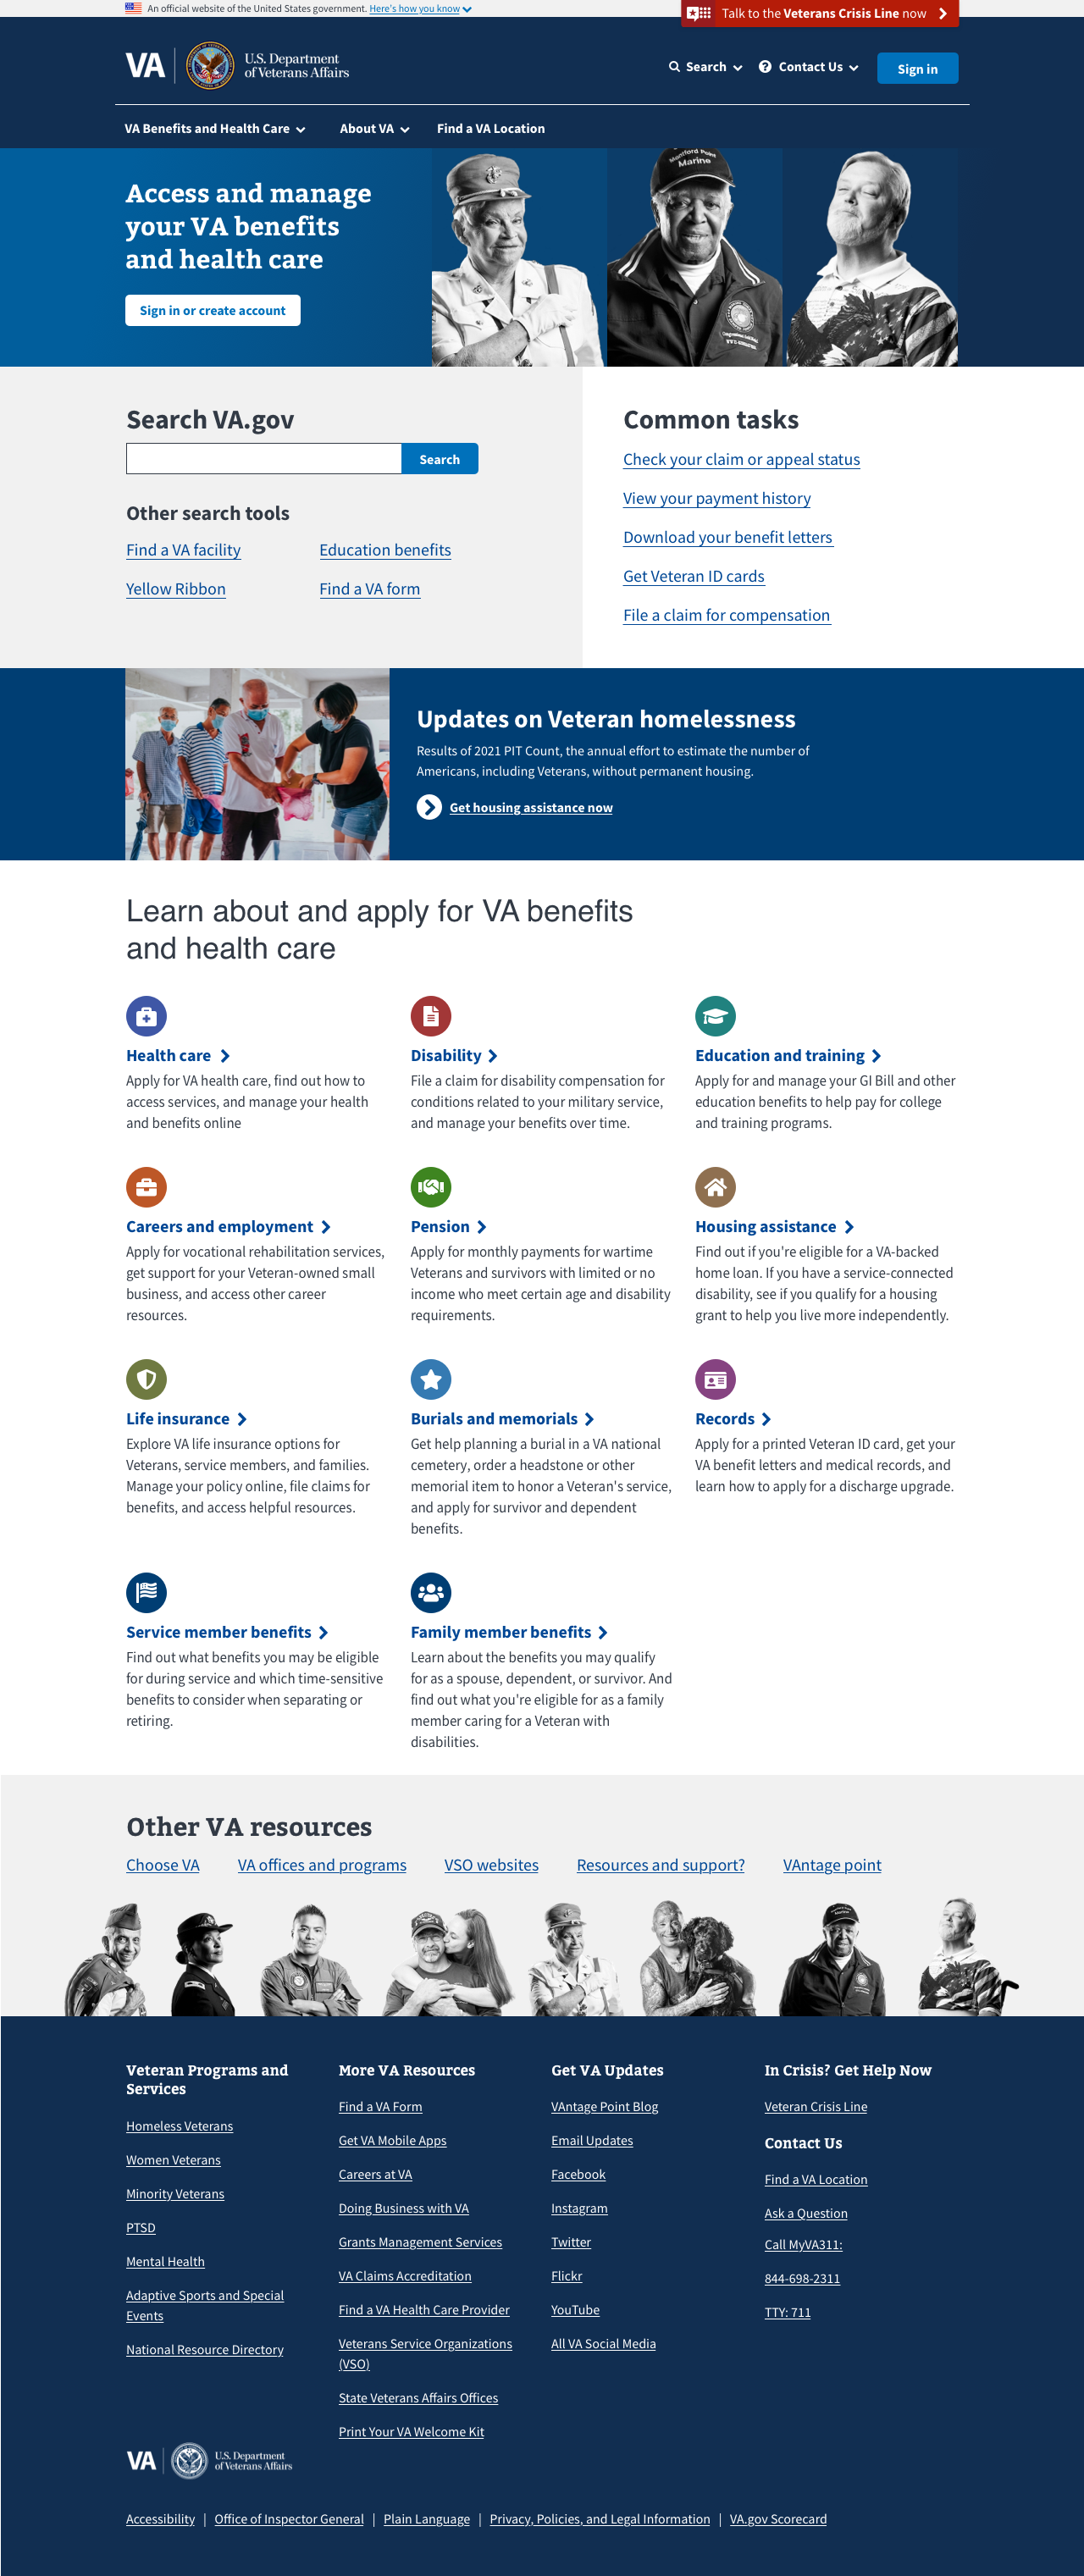 An official website of the United States government. Here's how you know
Talk to the Veterans Crisis Line now
VA
U.S. Department
of Veterans Affairs
Search
Contact Us
Sign in
VA Benefits and Health Care
About VA
Find a VA Location
Access and manage
your VA benefits
and health care
Sign in or create account
Montford Point
Marine
Search VA.gov
Search
Other search tools
Find a VA facility
Education benefits
Yellow Ribbon
Find a VA form
Common tasks
Check your claim or appeal status
View your payment history
Download your benefit letters
Get Veteran ID cards
File a claim for compensation
Updates on Veteran homelessness
Results of 2021 PIT Count, the annual effort to estimate the number of
Americans, including Veterans, without permanent housing.
Get housing assistance now
Learn about and apply for VA benefits
and health care
Health care
Apply for VA health care, find out how to
access services, and manage your health
and benefits online
Disability
File a claim for disability compensation for
conditions related to your military service,
and manage your benefits over time.
Education and training
Apply for and manage your GI Bill and other
education benefits to help pay for college
and training programs.
Careers and employment
Apply for vocational rehabilitation services,
get support for your Veteran-owned small
business, and access other career
resources.
Pension
Apply for monthly payments for wartime
Veterans and survivors with limited or no
income who meet certain age and disability
requirements.
Housing assistance
Find out if you're eligible for a VA-backed
home loan. If you have a service-connected
disability, see if you qualify for a housing
grant to help you live more independently.
Life insurance
Explore VA life insurance options for
Veterans, service members, and families.
Manage your policy online, file claims for
benefits, and access helpful resources.
Burials and memorials
Get help planning a burial in a VA national
cemetery, order a headstone or other
memorial item to honor a Veteran's service,
and apply for survivor and dependent
benefits.
Records
Apply for a printed Veteran ID card, get your
VA benefit letters and medical records, and
learn how to apply for a discharge upgrade.
Service member benefits
Find out what benefits you may be eligible
for during service and which time-sensitive
benefits to consider when separating or
retiring.
Family member benefits
Learn about the benefits you may qualify
for as a spouse, dependent, or survivor. And
find out what you're eligible for as a family
member caring for a Veteran with
disabilities.
Other VA resources
Choose VA
VA offices and programs
VSO websites
Resources and support?
VAntage point
Veteran Programs and
Services
Homeless Veterans
Women Veterans
Minority Veterans
PTSD
Mental Health
Adaptive Sports and Special
Events
National Resource Directory
More VA Resources
Find a VA Form
Get VA Mobile Apps
Careers at VA
Doing Business with VA
Grants Management Services
VA Claims Accreditation
Find a VA Health Care Provider
Veterans Service Organizations
(VSO)
State Veterans Affairs Offices
Print Your VA Welcome Kit
Get VA Updates
VAntage Point Blog
Email Updates
Facebook
Instagram
Twitter
Flickr
YouTube
All VA Social Media
In Crisis? Get Help Now
Veteran Crisis Line
Contact Us
Find a VA Location
Ask a Question
Call MyVA311:
844-698-2311
TTY: 711
VA
U.S. Department
of Veterans Affairs
Accessibility | Office of Inspector General | Plain Language | Privacy, Policies, and Legal Information | VA.gov Scorecard